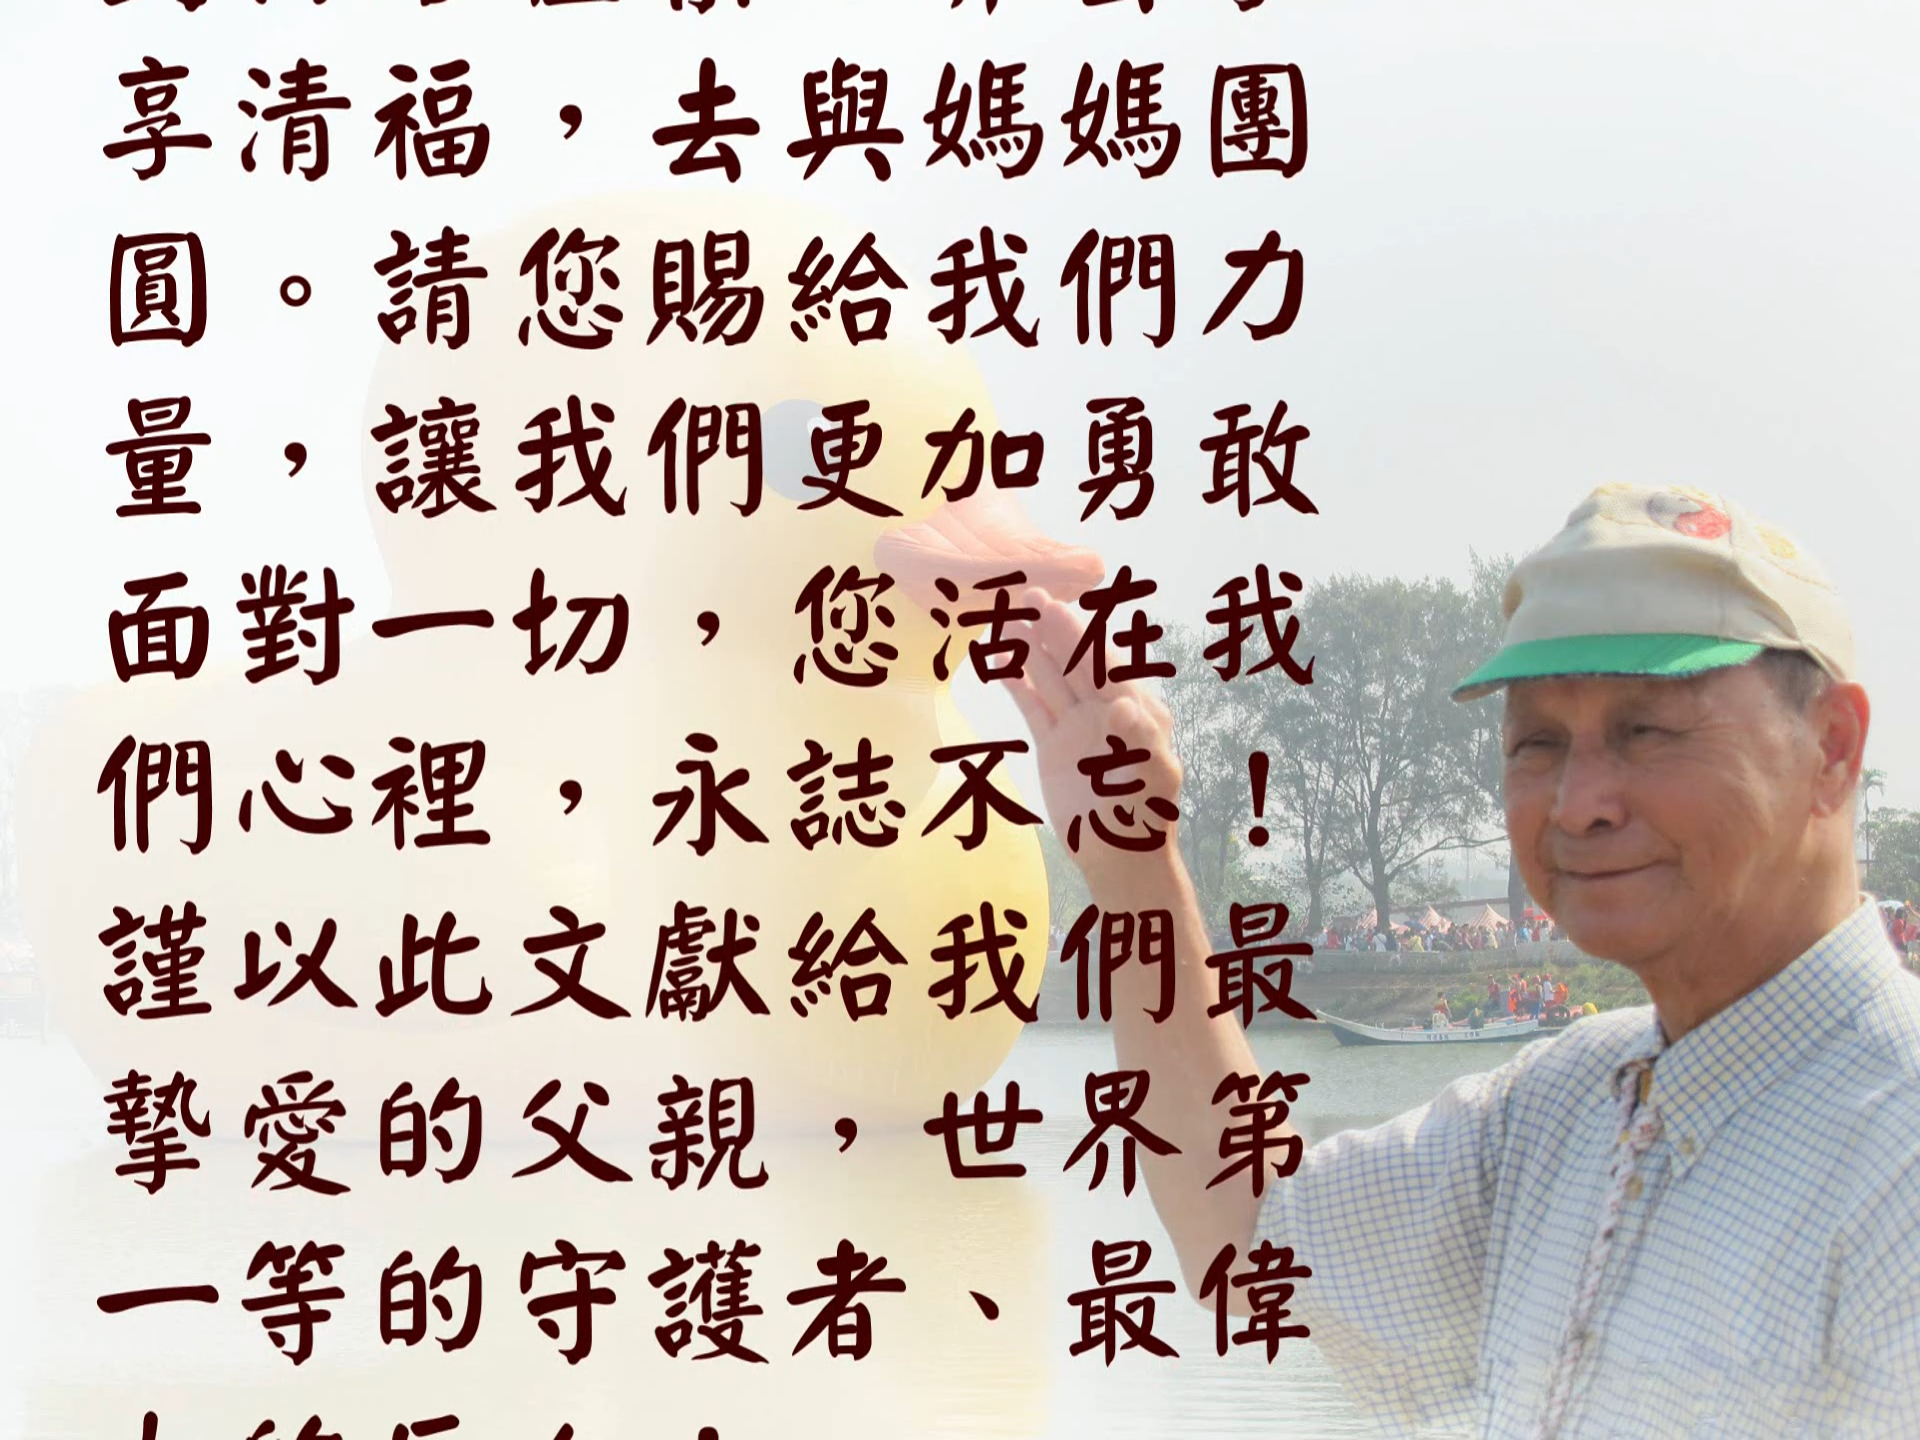 享清福，去與媽媽團
圓。請您賜給我們力
量，讓我們更加勇敢
面對一切，您活在我
們心裡，永誌不忘！
謹以此文獻給我們最
摯愛的父親，世界第
一等的守護者、最偉